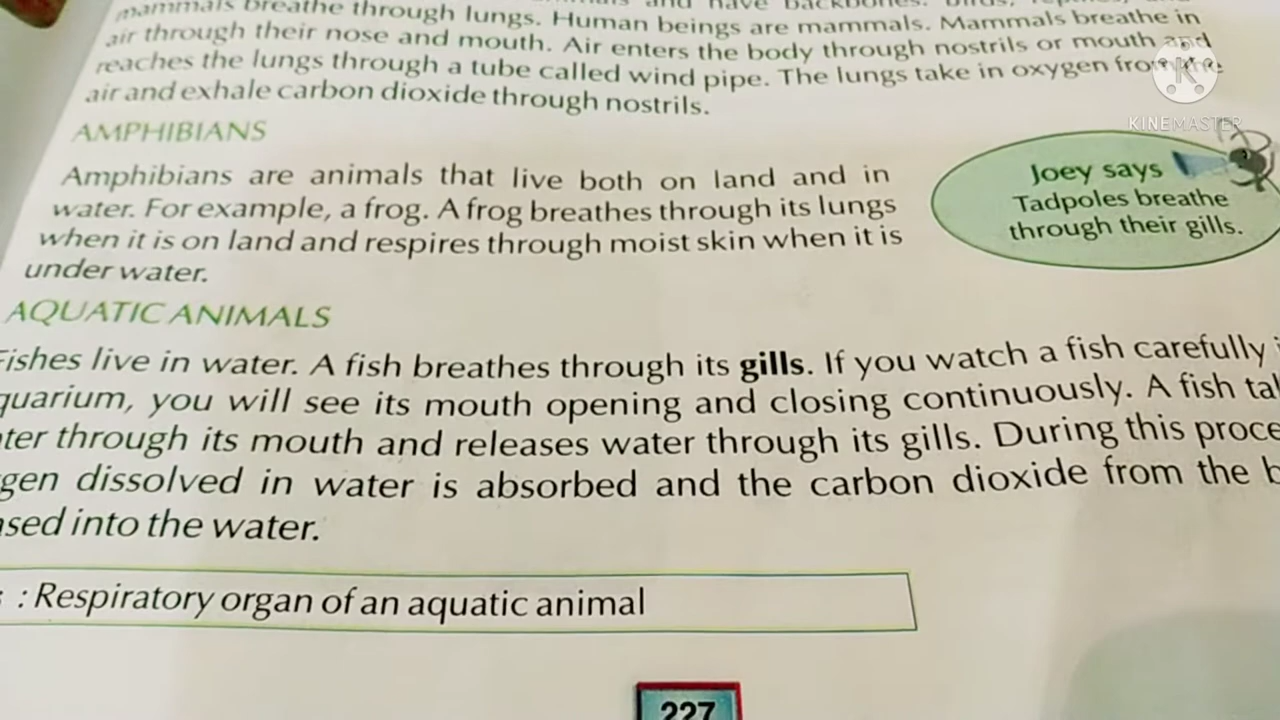 mammals breathe through lungs. Human beings are mammals. Mammals breathe in
air through their nose and mouth. Air enters the body through nostrils or mouth and
reaches the lungs through a tube called wind pipe. The lungs take in oxygen from the
air and exhale carbon dioxide through nostrils.
AMPHIBIANS
Amphibians are animals that live both on land and in
water. For example, a frog. A frog breathes through its lungs
when it is on land and respires through moist skin when it is
under water.
KINEMASTER
Joey says
Tadpoles breathe
through their gills.
AQUATIC ANIMALS
Fishes live in water. A fish breathes through its gills. If you watch a fish carefully
quarium, you will see its mouth opening and closing continuously. A fish tak
ter through its mouth and releases water through its gills. During this proce
gen dissolved in water is absorbed and the carbon dioxide from the b
ased into the water.
: Respiratory organ of an aquatic animal
227